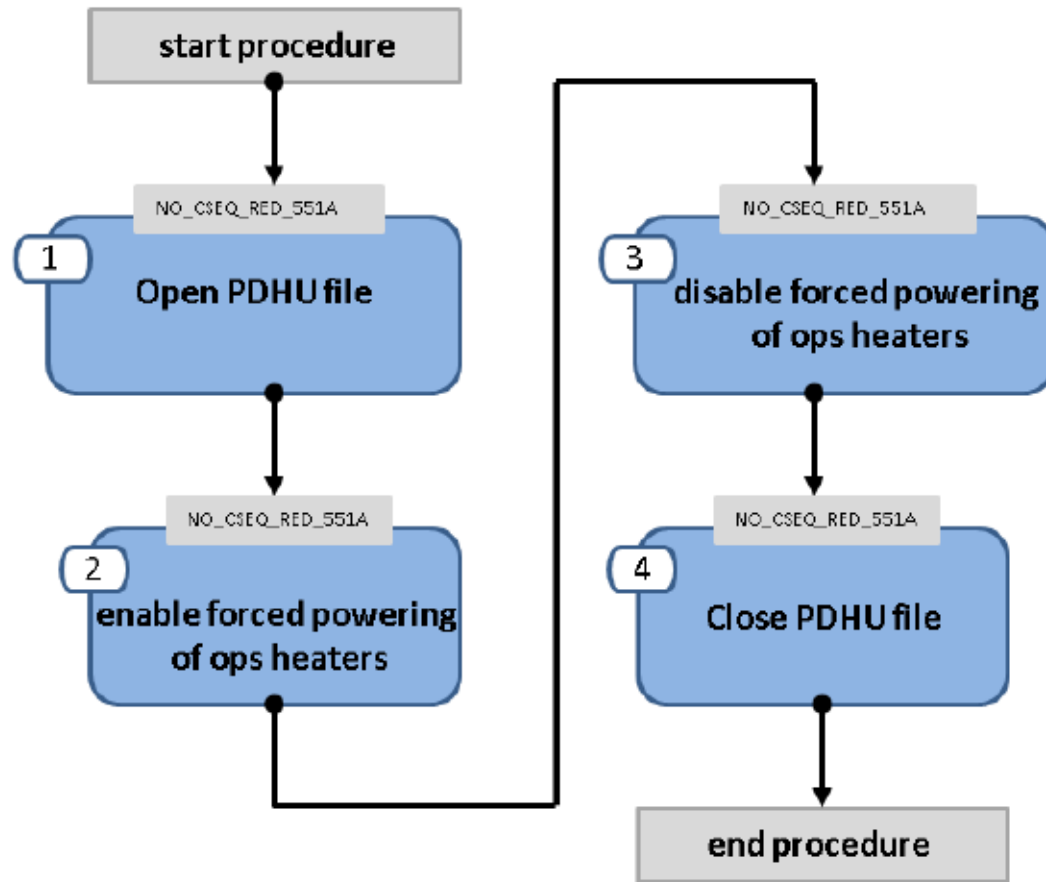 start procedure
NO_CSEQ_RED_551A
1
Open PDHU file
NO_CSEQ_RED_551A
2
enable forced powering
of ops heaters
NO_CSEQ_RED_551A
3
disable forced powering
of ops heaters
NO_CSEQ_RED_551A
4
Close PDHU file
end procedure